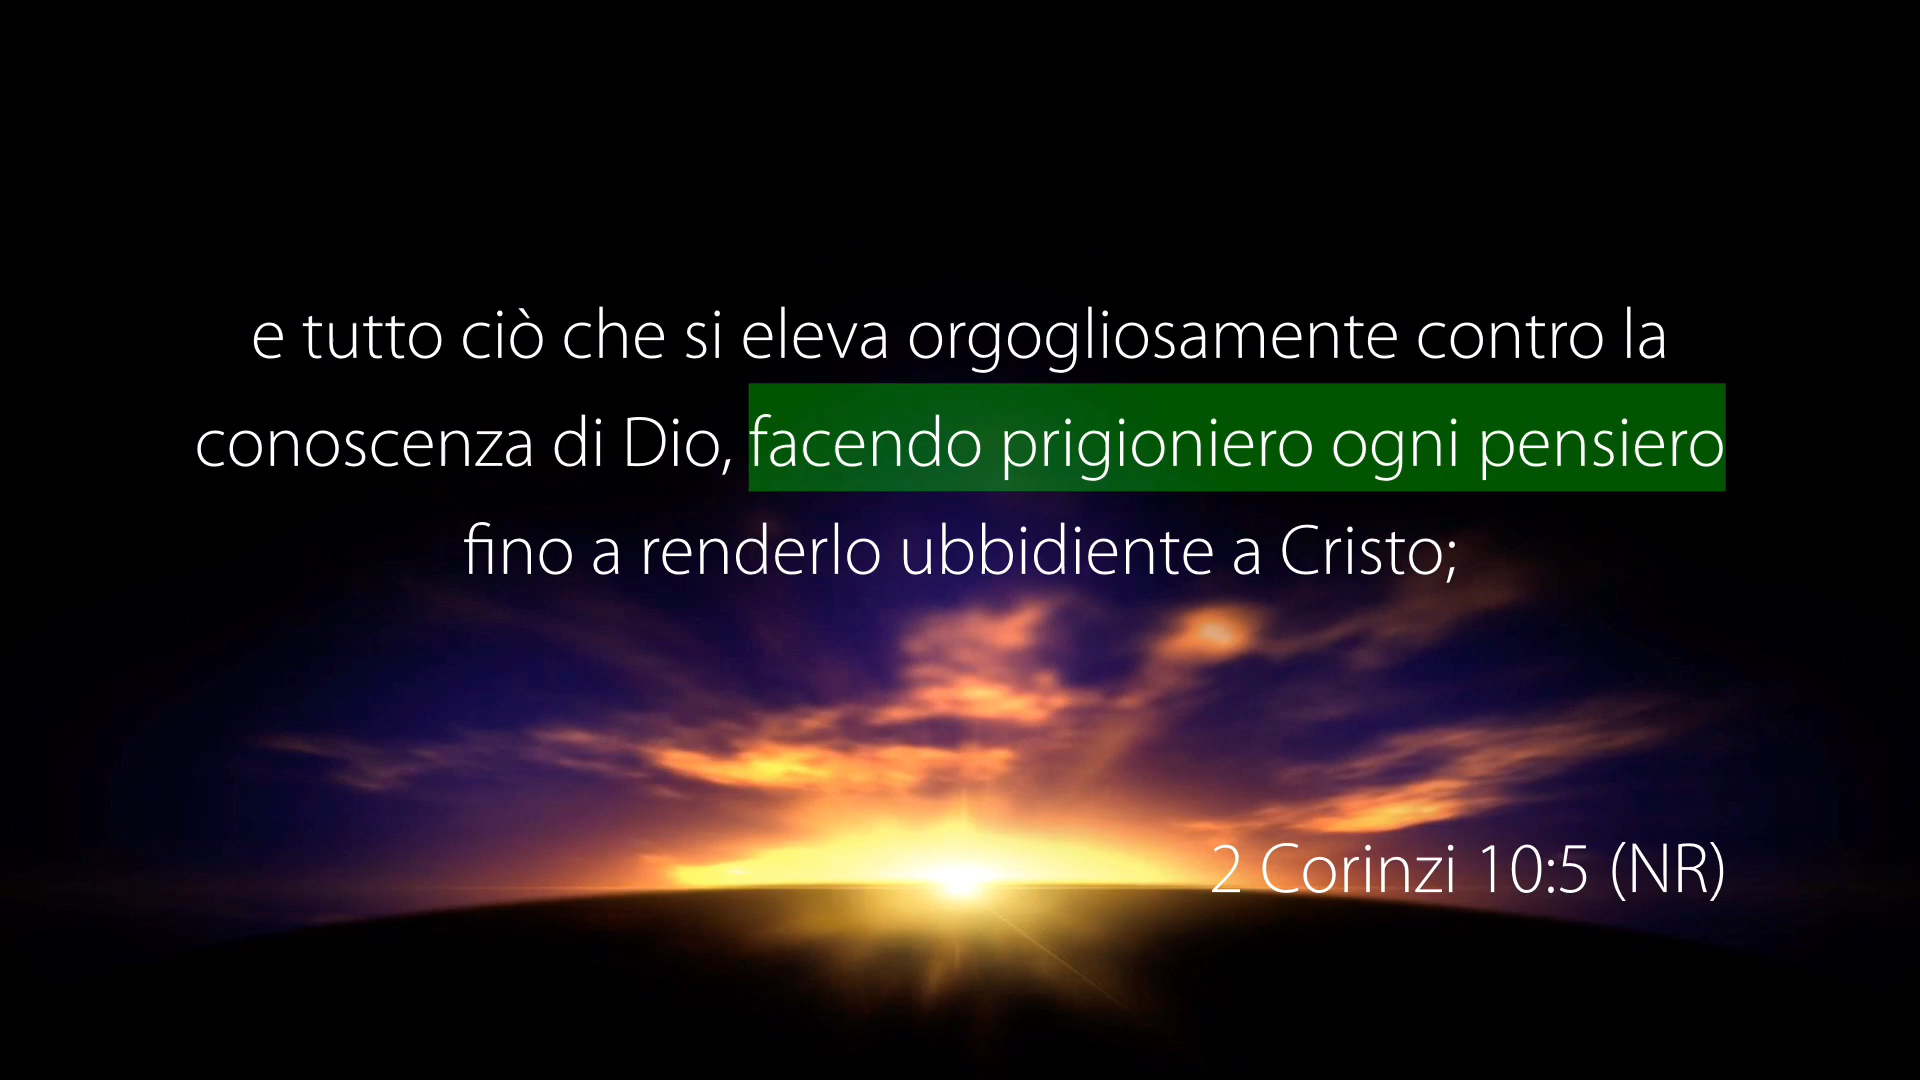 e tutto ciò che si eleva orgogliosamente contro la
conoscenza di Dio, facendo prigioniero ogni pensiero
fino a renderlo ubbidiente a Cristo;
2 Corinzi 10:5 (NR)